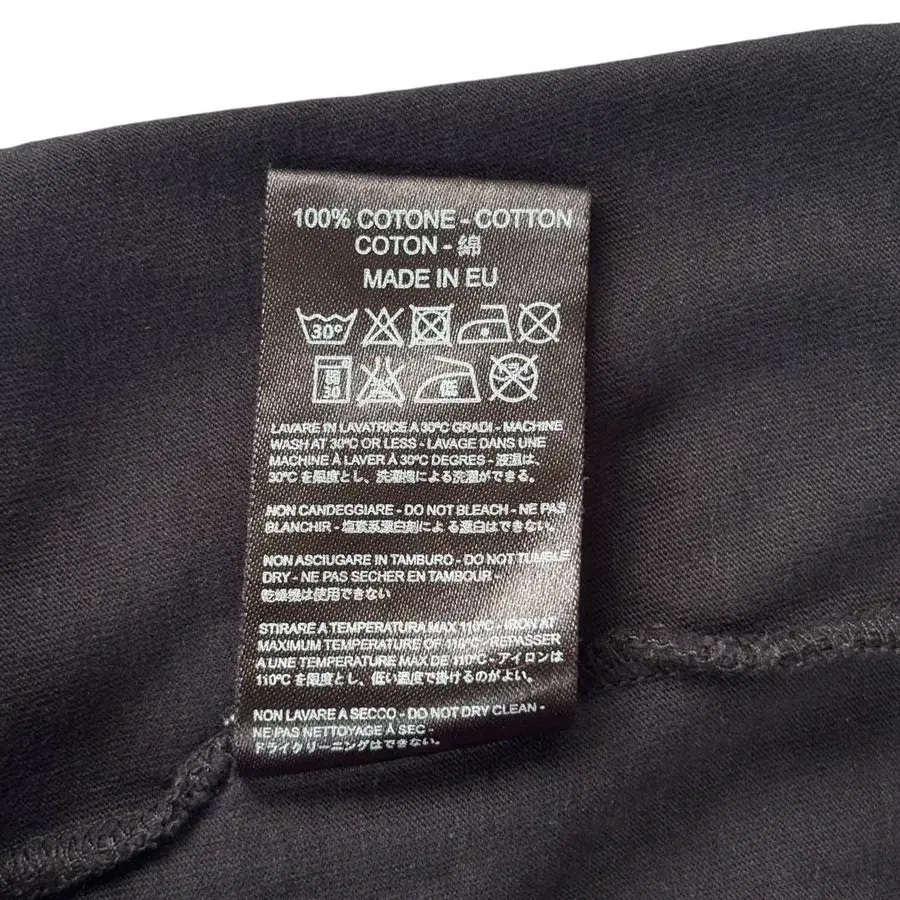 100% COTONE - COTTON
COTON - 綿
MADE IN EU
30°
弱
30
低
LAVARE IN LAVATRICE A 30°C GRADI - MACHINE
WASH AT 30°C OR LESS - LAVAGE DANS UNE
MACHINE À LAVER À 30°C DEGRES - 液温は、
30°C を限度とし、洗濯機による洗濯ができる。
NON CANDEGGIARE - DO NOT BLEACH - NE PAS
BLANCHIR - 塩素系漂白剤による漂白はできない。
NON ASCIUGARE IN TAMBURO - DO NOT TUMBLE
DRY - NE PAS SECHER EN TAMBOUR -
乾燥機は使用できない
STIRARE A TEMPERATURA MAX 110°C - IRON AT
MAXIMUM TEMPERATURE OF 110°C REPASSER
A UNE TEMPERATURE MAX DE 110°C - アイロンは
110°C を限度とし、低い温度で掛けるのがよい。
NON LAVARE A SECCO - DO NOT DRY CLEAN -
NE PAS NETTOYAGE À SEC -
ドライクリーニングはできない。